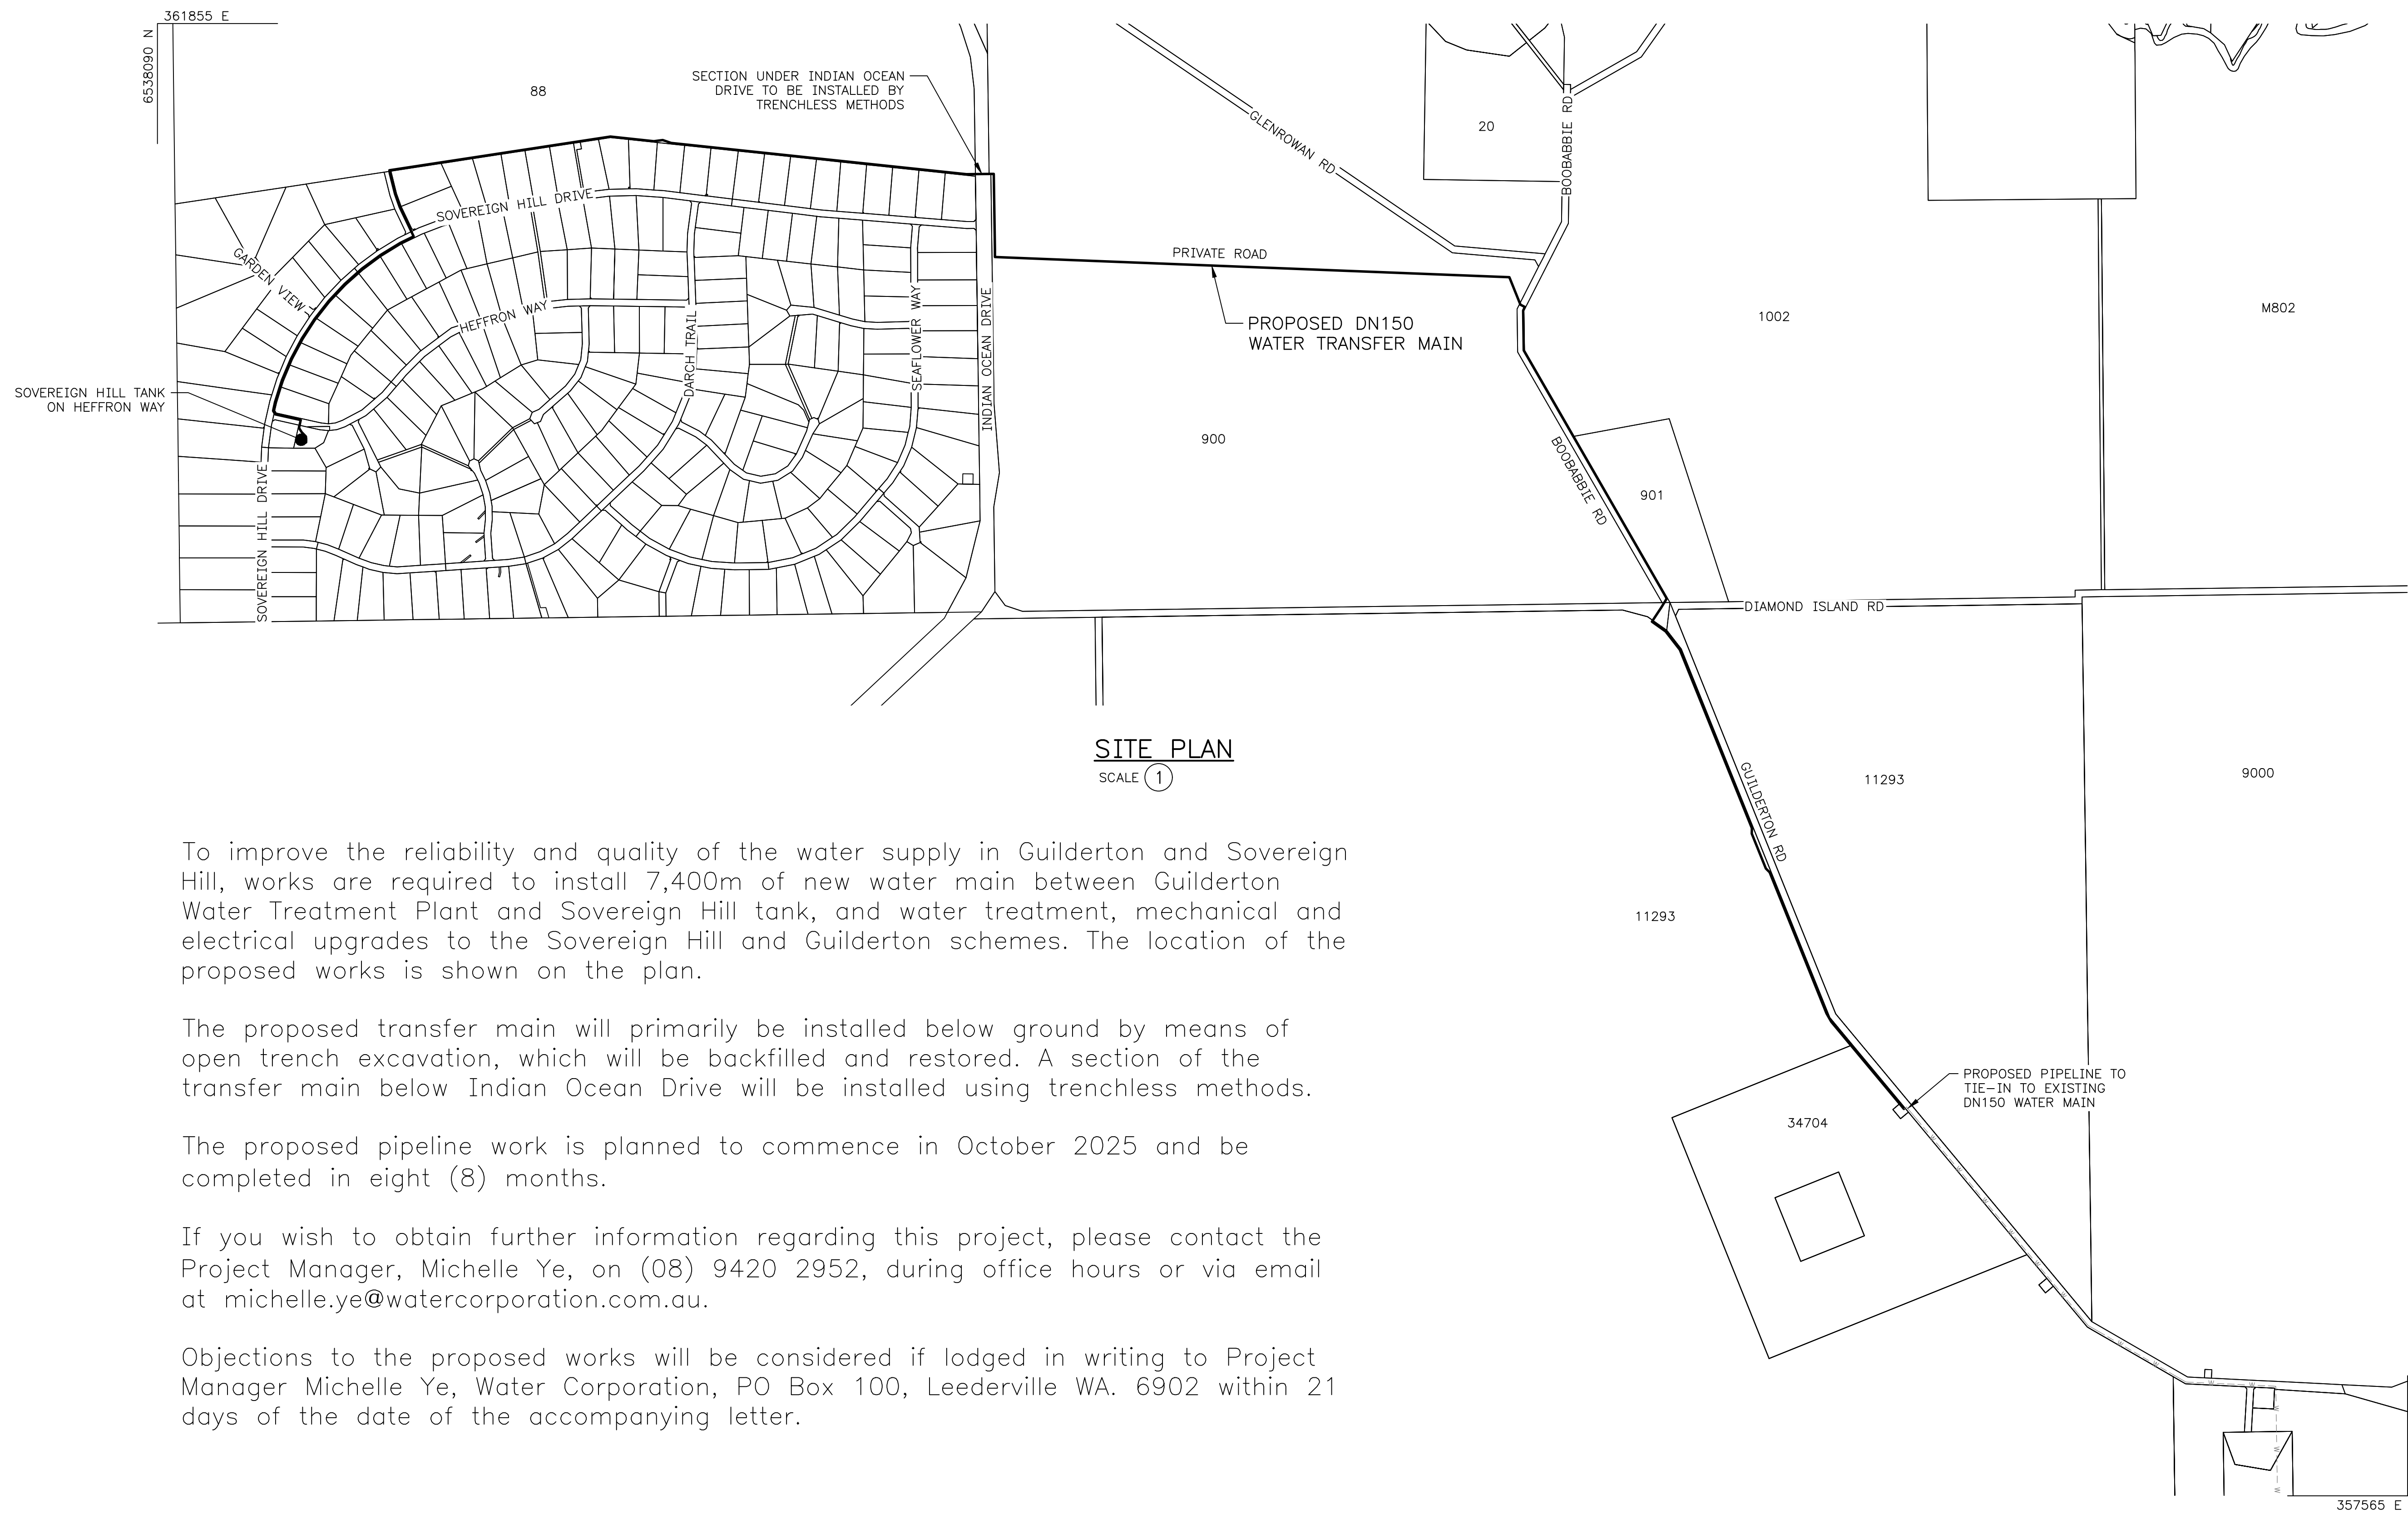 361855 E
6538090 N
88
SECTION UNDER INDIAN OCEAN
DRIVE TO BE INSTALLED BY
TRENCHLESS METHODS
GLENROWAN RD
20
BOOBABBIE RD
SOVEREIGN HILL DRIVE
GARDEN VIEW
HEFFRON WAY
DARCH TRAIL
SEAFLOWER WAY
INDIAN OCEAN DRIVE
PRIVATE ROAD
PROPOSED DN150
WATER TRANSFER MAIN
1002
M802
SOVEREIGN HILL TANK
ON HEFFRON WAY
SOVEREIGN HILL DRIVE
900
BOOBABBIE RD
901
DIAMOND ISLAND RD
SITE PLAN
SCALE 1
GUILDERTON RD
11293
9000
11293
PROPOSED PIPELINE TO
TIE-IN TO EXISTING
DN150 WATER MAIN
34704
W
W
W
W
W
W
W
W
W
W
W
W
357565 E
To improve the reliability and quality of the water supply in Guilderton and Sovereign
Hill, works are required to install 7,400m of new water main between Guilderton
Water Treatment Plant and Sovereign Hill tank, and water treatment, mechanical and
electrical upgrades to the Sovereign Hill and Guilderton schemes. The location of the
proposed works is shown on the plan.
The proposed transfer main will primarily be installed below ground by means of
open trench excavation, which will be backfilled and restored. A section of the
transfer main below Indian Ocean Drive will be installed using trenchless methods.
The proposed pipeline work is planned to commence in October 2025 and be
completed in eight (8) months.
If you wish to obtain further information regarding this project, please contact the
Project Manager, Michelle Ye, on (08) 9420 2952, during office hours or via email
at michelle.ye@watercorporation.com.au.
Objections to the proposed works will be considered if lodged in writing to Project
Manager Michelle Ye, Water Corporation, PO Box 100, Leederville WA. 6902 within 21
days of the date of the accompanying letter.